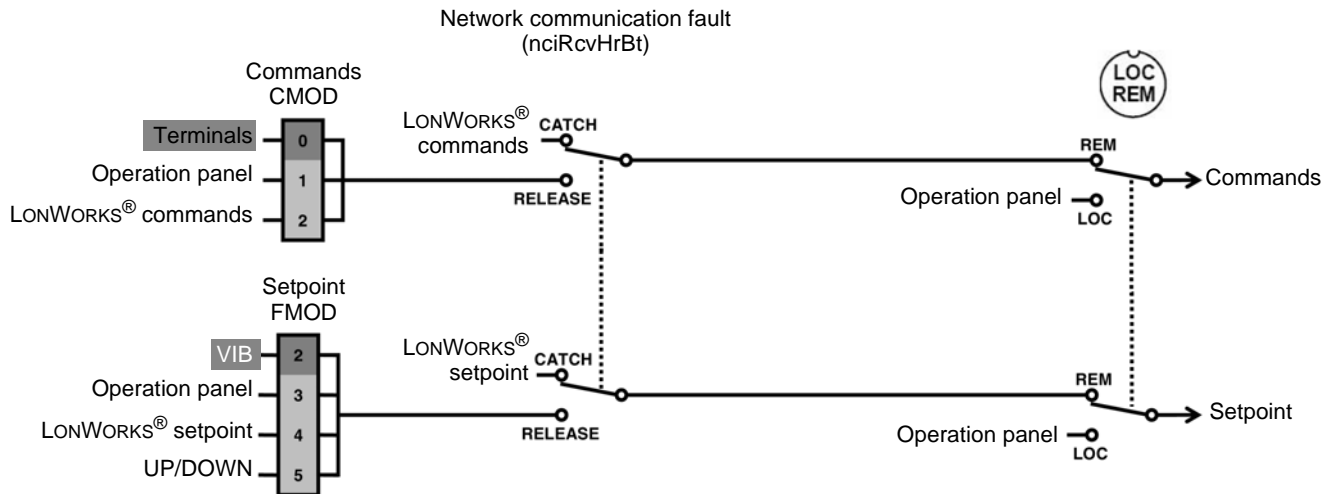 Network communication fault
(nciRcvHrBt)
LOC
REM
Commands
CMOD
Terminals
0
Operation panel
1
LONWORKS® commands
2
LONWORKS®
commands
CATCH
RELEASE
REM
Operation panel
LOC
Commands
Setpoint
FMOD
VIB
2
Operation panel
3
LONWORKS® setpoint
4
UP/DOWN
5
LONWORKS®
setpoint
CATCH
RELEASE
REM
Operation panel
LOC
Setpoint